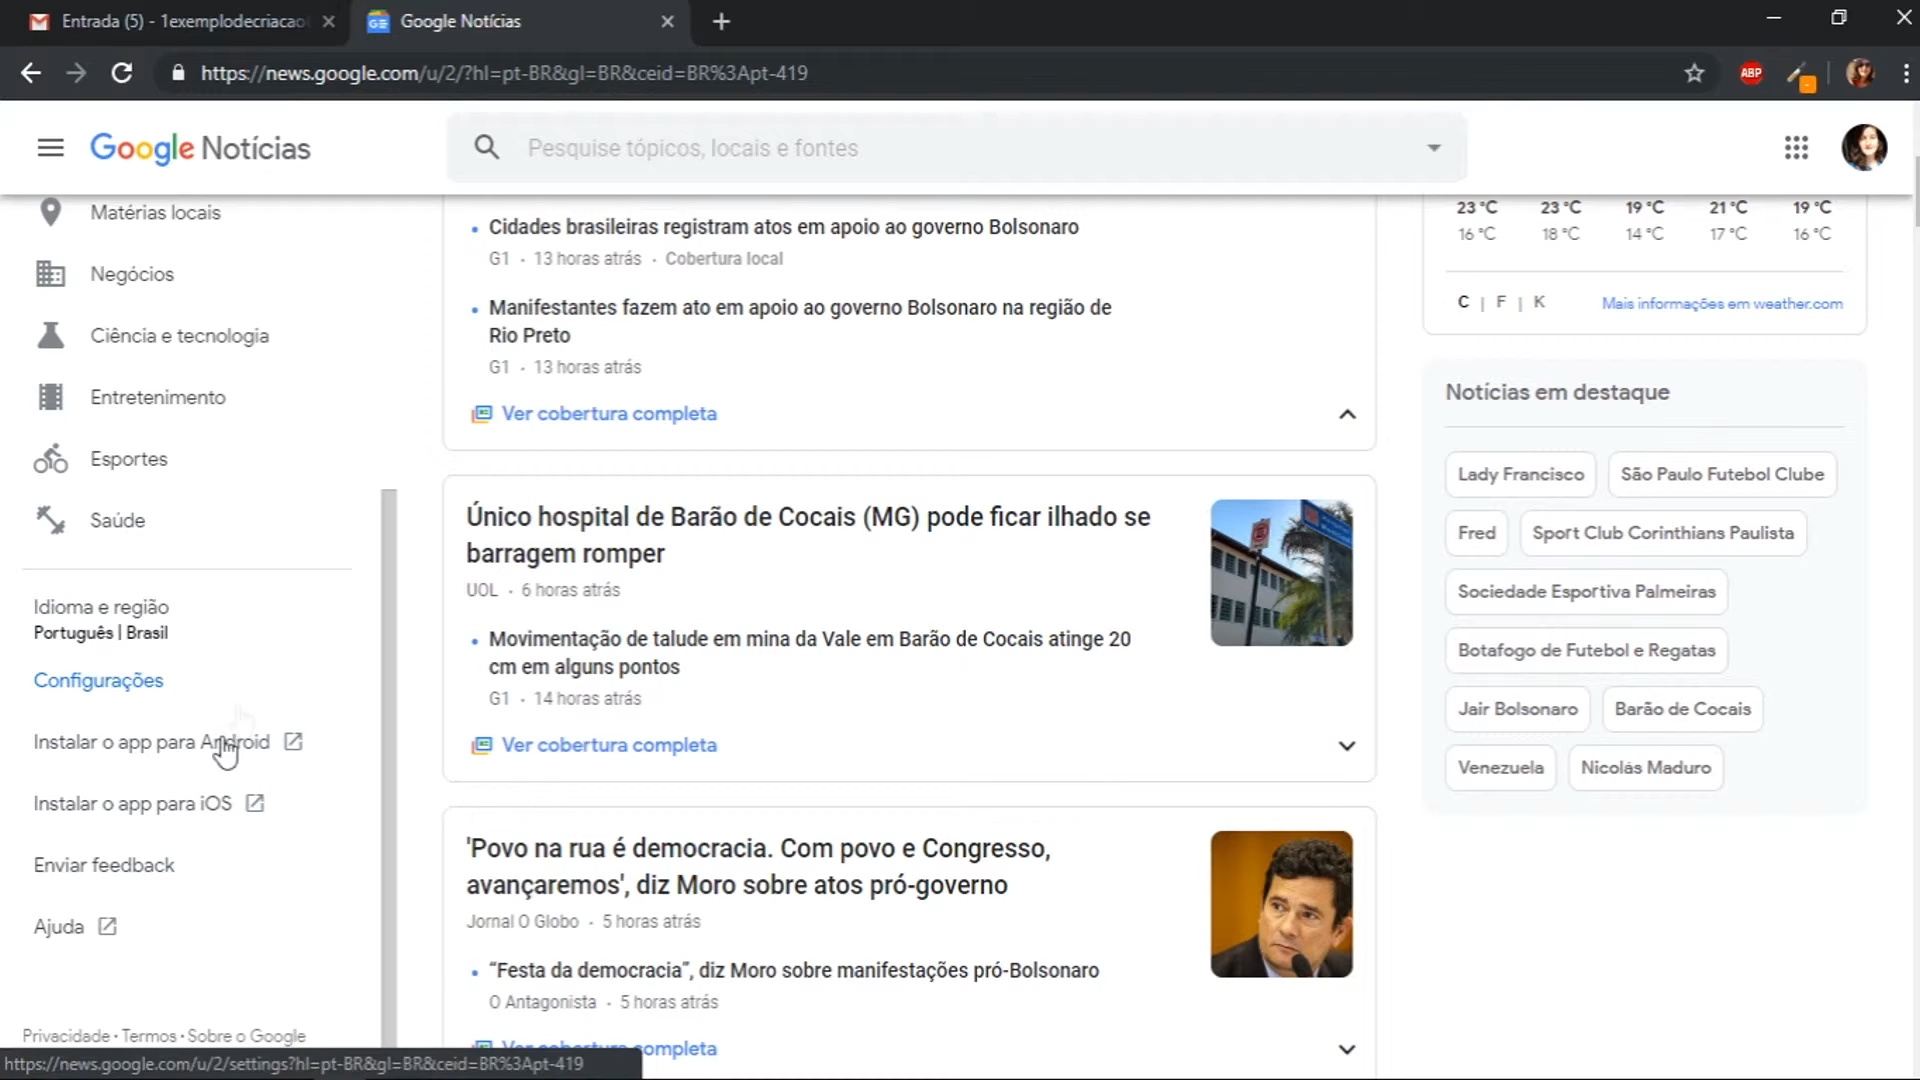 Entrada (5) - 1exemplodecriacao
Google Notícias
https://news.google.com/u/2/?hl=pt-BR&gl=BR&ceid=BR%3Apt-419
ABP
Google Notícias
Pesquise tópicos, locais e fontes
Matérias locais
Negócios
Ciência e tecnologia
Entretenimento
Esportes
Saúde
Idioma e região
Português | Brasil
Configurações
Instalar o app para Android
Instalar o app para iOS
Enviar feedback
Ajuda
Privacidade · Termos · Sobre o Google
https://news.google.com/u/2/settings?hl=pt-BR&gl=BR&ceid=BR%3Apt-419
Cidades brasileiras registram atos em apoio ao governo Bolsonaro
G1 · 13 horas atrás · Cobertura local
Manifestantes fazem ato em apoio ao governo Bolsonaro na região de
Rio Preto
G1 · 13 horas atrás
Ver cobertura completa
Único hospital de Barão de Cocais (MG) pode ficar ilhado se
barragem romper
UOL · 6 horas atrás
Movimentação de talude em mina da Vale em Barão de Cocais atinge 20
cm em alguns pontos
G1 · 14 horas atrás
Ver cobertura completa
'Povo na rua é democracia. Com povo e Congresso,
avançaremos', diz Moro sobre atos pró-governo
Jornal O Globo · 5 horas atrás
“Festa da democracia”, diz Moro sobre manifestações pró-Bolsonaro
O Antagonista · 5 horas atrás
Ver cobertura completa
23 °C 23 °C 19 °C 21 °C 19 °C
16 °C 18 °C 14 °C 17 °C 16 °C
C | F | K Mais informações em weather.com
Notícias em destaque
Lady Francisco São Paulo Futebol Clube
Fred Sport Club Corinthians Paulista
Sociedade Esportiva Palmeiras
Botafogo de Futebol e Regatas
Jair Bolsonaro Barão de Cocais
Venezuela Nicolás Maduro